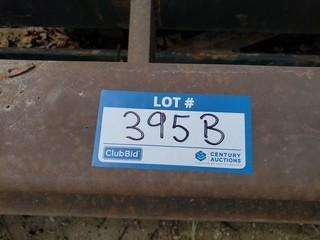 LOT #
395B
ClubBid
CENTURY
AUCTIONS